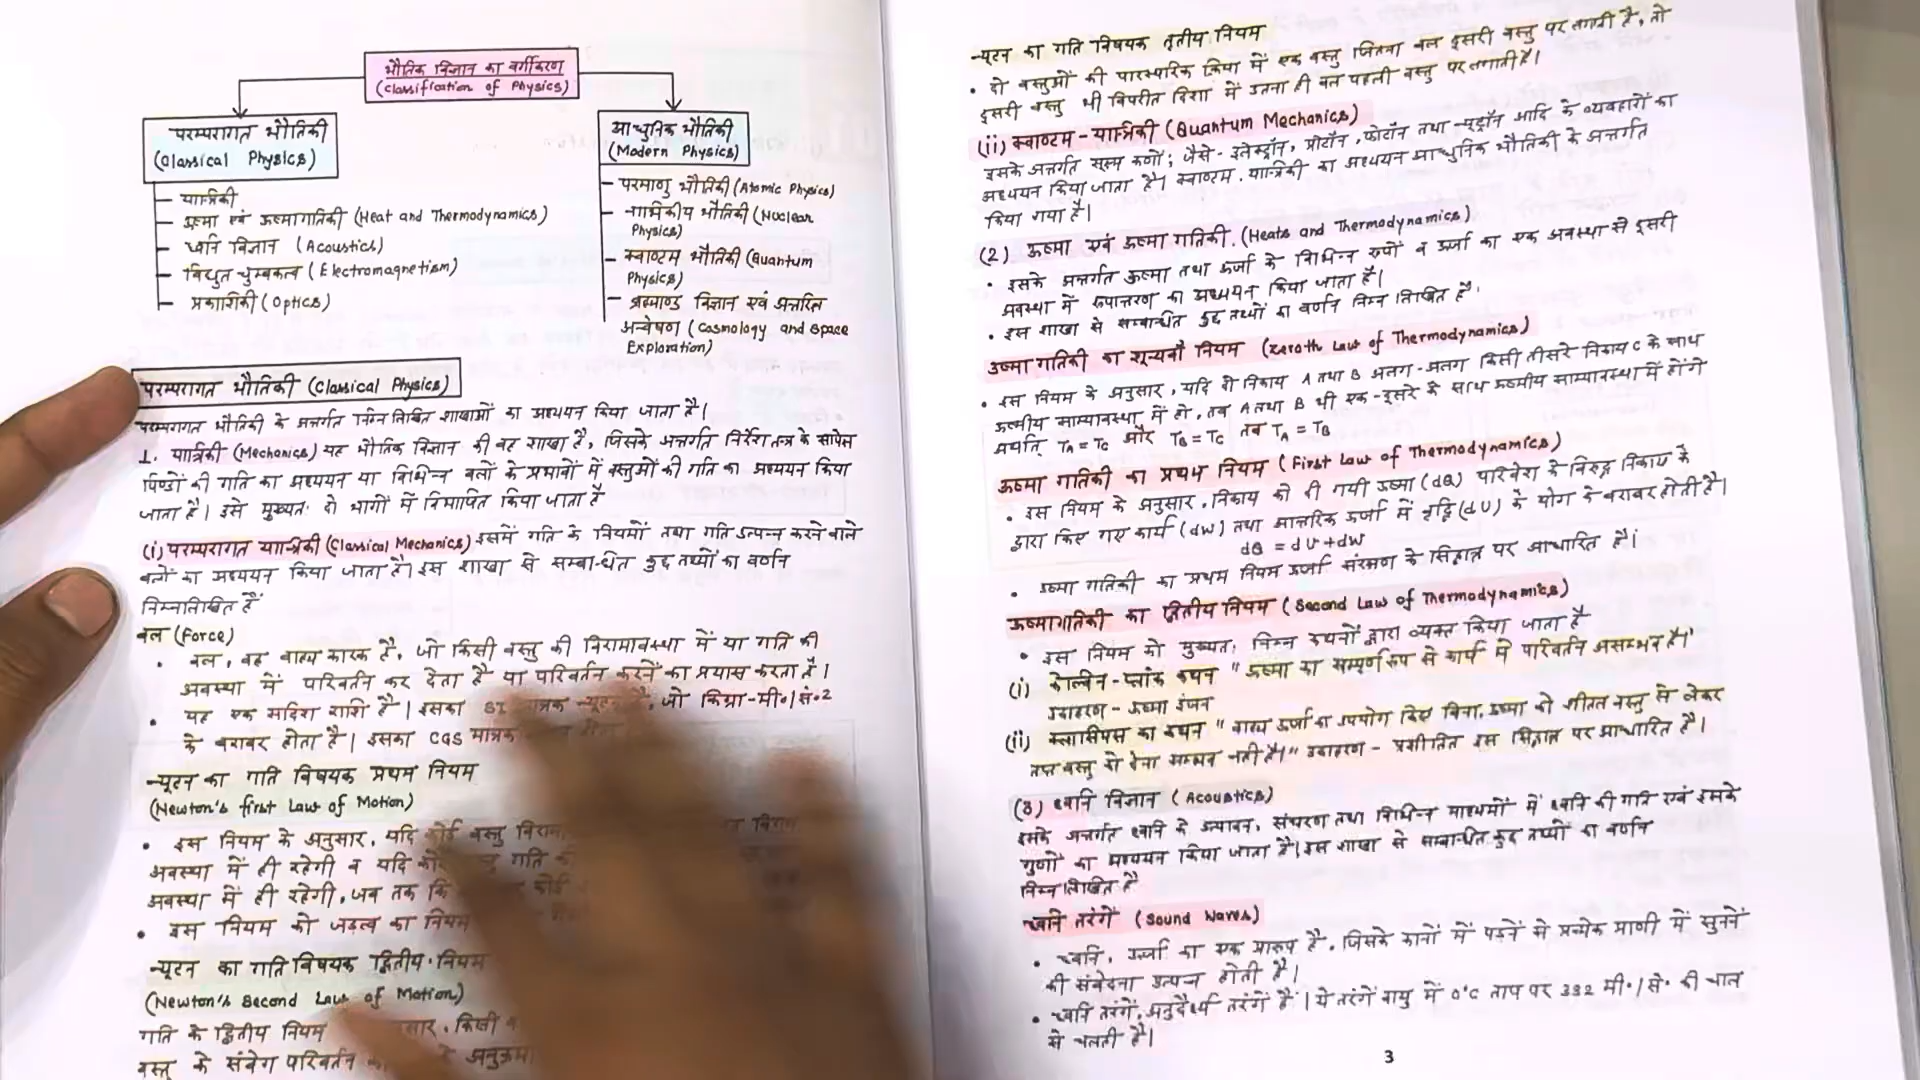 भौतिक विज्ञान का वर्गीकरण
(Classification of Physics)
परम्परागत भौतिकी
(Classical Physics)
यान्त्रिकी
ऊष्मा एवं ऊष्मागतिकी (Heat and Thermodynamics)
ध्वनि विज्ञान (Acoustics)
विद्युत चुम्बकत्व (Electromagnetism)
प्रकाशिकी (Optics)
आधुनिक भौतिकी
(Modern Physics)
परमाणु भौतिकी (Atomic Physics)
नाभिकीय भौतिकी (Nuclear
Physics)
क्वाण्टम भौतिकी (Quantum
Physics)
ब्रह्माण्ड विज्ञान एवं अन्तरिक्ष
अन्वेषण (Cosmology and Space
Exploration)
परम्परागत भौतिकी (Classical Physics)
परम्परागत भौतिकी के अन्तर्गत निम्नलिखित शाखाओं का अध्ययन किया जाता है।
1. यान्त्रिकी (Mechanics) यह भौतिक विज्ञान की वह शाखा है, जिसके अन्तर्गत निर्देश तन्त्र के सापेक्ष
पिण्डों की गति का अध्ययन या विभिन्न बलों के प्रभावों में वस्तुओं की गति का अध्ययन किया
जाता है। इसे मुख्यतः दो भागों में विभाजित किया जाता है
(i) परम्परागत यान्त्रिकी (Classical Mechanics) इसमें गति के नियमों तथा गति उत्पन्न करने वाले
बलों का अध्ययन किया जाता है। इस शाखा से सम्बन्धित कुछ तथ्यों का वर्णन
निम्नलिखित है
बल (Force)
• बल, वह बाह्य कारक है, जो किसी वस्तु की विरामावस्था में या गति की
अवस्था में परिवर्तन कर देता है या परिवर्तन करने का प्रयास करता है।
• यह एक सदिश राशि है। इसका SI मात्रक न्यूटन है, जो किग्रा-मी०/से०2
के बराबर होता है। इसका CGS मात्रक
न्यूटन का गति विषयक प्रथम नियम
(Newton's first Law of Motion)
• इस नियम के अनुसार, यदि कोई वस्तु
अवस्था में ही रहेगी व यदि गति
अवस्था में ही रहेगी, जब तक कि
• इस नियम को जड़त्व का नियम
न्यूटन का गति विषयक द्वितीय नियम
(Newton's Second Law of Motion)
गति के द्वितीय नियम
वस्तु के संवेग परिवर्तन
न्यूटन का गति विषयक तृतीय नियम
• दो वस्तुओं की पारस्परिक क्रिया में एक वस्तु जितना बल दूसरी वस्तु पर लगाती है, तो
दूसरी वस्तु भी विपरीत दिशा में उतना ही बल पहली वस्तु पर लगाती है।
(ii) क्वाण्टम-यान्त्रिकी (Quantum Mechanics)
इसके अन्तर्गत सूक्ष्म कणों; जैसे- इलेक्ट्रॉन, प्रोटॉन, फोटॉन तथा न्यूट्रॉन आदि के व्यवहारों का
अध्ययन किया जाता है। क्वाण्टम यान्त्रिकी का अध्ययन आधुनिक भौतिकी के अन्तर्गत
किया गया है।
(2) ऊष्मा एवं ऊष्मा गतिकी (Heats and Thermodynamics)
• इसके अन्तर्गत ऊष्मा तथा ऊर्जा के विभिन्न रूपों व ऊर्जा का एक अवस्था से दूसरी
अवस्था में रूपान्तरण का अध्ययन किया जाता है।
• इस शाखा से सम्बन्धित कुछ तथ्यों का वर्णन निम्नलिखित है
उष्मा गतिकी का शून्यवाँ नियम (Zeroth Law of Thermodynamics)
• इस नियम के अनुसार, यदि दो निकाय A तथा B अलग-अलग किसी तीसरे निकाय C के साथ
ऊष्मीय साम्यावस्था में हों, तब A तथा B भी एक-दूसरे के साथ ऊष्मीय साम्यावस्था में होंगे
अर्थात् TA = TC और TB = TC तब TA = TB
ऊष्मा गतिकी का प्रथम नियम (First Law of Thermodynamics)
• इस नियम के अनुसार, निकाय को दी गयी ऊष्मा (dQ) परिवेश के विरुद्ध निकाय के
द्वारा किए गए कार्य (dW) तथा आन्तरिक ऊर्जा में वृद्धि (dU) के योग के बराबर होती है।
dQ = dU + dW
• उष्मा गतिकी का प्रथम नियम ऊर्जा संरक्षण के सिद्धान्त पर आधारित है।
ऊष्मागतिकी का द्वितीय नियम (Second Law of Thermodynamics)
• इस नियम को मुख्यतः निम्न कथनों द्वारा व्यक्त किया जाता है
(i) केल्विन-प्लांक कथन "ऊष्मा का सम्पूर्ण रूप से कार्य में परिवर्तन असम्भव है।"
उदाहरण - ऊष्मा इंजन
(ii) क्लासियस का कथन "बाह्य ऊर्जा का उपयोग किए बिना, ऊष्मा को शीतल वस्तु से लेकर
तप्त वस्तु को देना सम्भव नहीं है।" उदाहरण - प्रशीतित इस सिद्धान्त पर आधारित है।
(3) ध्वनि विज्ञान (Acoustics)
इसके अन्तर्गत ध्वनि के उत्पादन, संचरण तथा विभिन्न माध्यमों में ध्वनि की गति एवं इसके
गुणों का अध्ययन किया जाता है। इस शाखा से सम्बन्धित कुछ तथ्यों का वर्णन
निम्नलिखित है
ध्वनि तरंगें (Sound Waves)
• ध्वनि, ऊर्जा का एक प्रारूप है, जिसके कानों में पड़ने से प्रत्येक प्राणी में सुनने
की संवेदना उत्पन्न होती है।
• ध्वनि तरंगें, अनुदैर्ध्य तरंगें हैं। ये तरंगें वायु में 0°C ताप पर 332 मी०/से० की चाल
से चलती है।
3